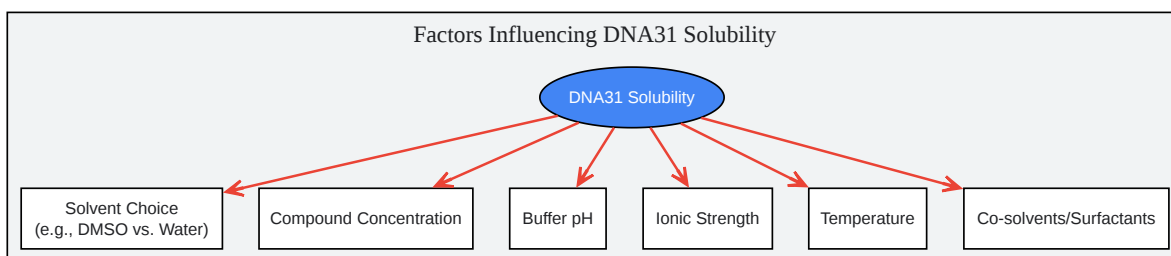 Factors Influencing DNA31 Solubility
DNA31 Solubility
Solvent Choice
(e.g., DMSO vs. Water)
Compound Concentration
Buffer pH
Ionic Strength
Temperature
Co-solvents/Surfactants